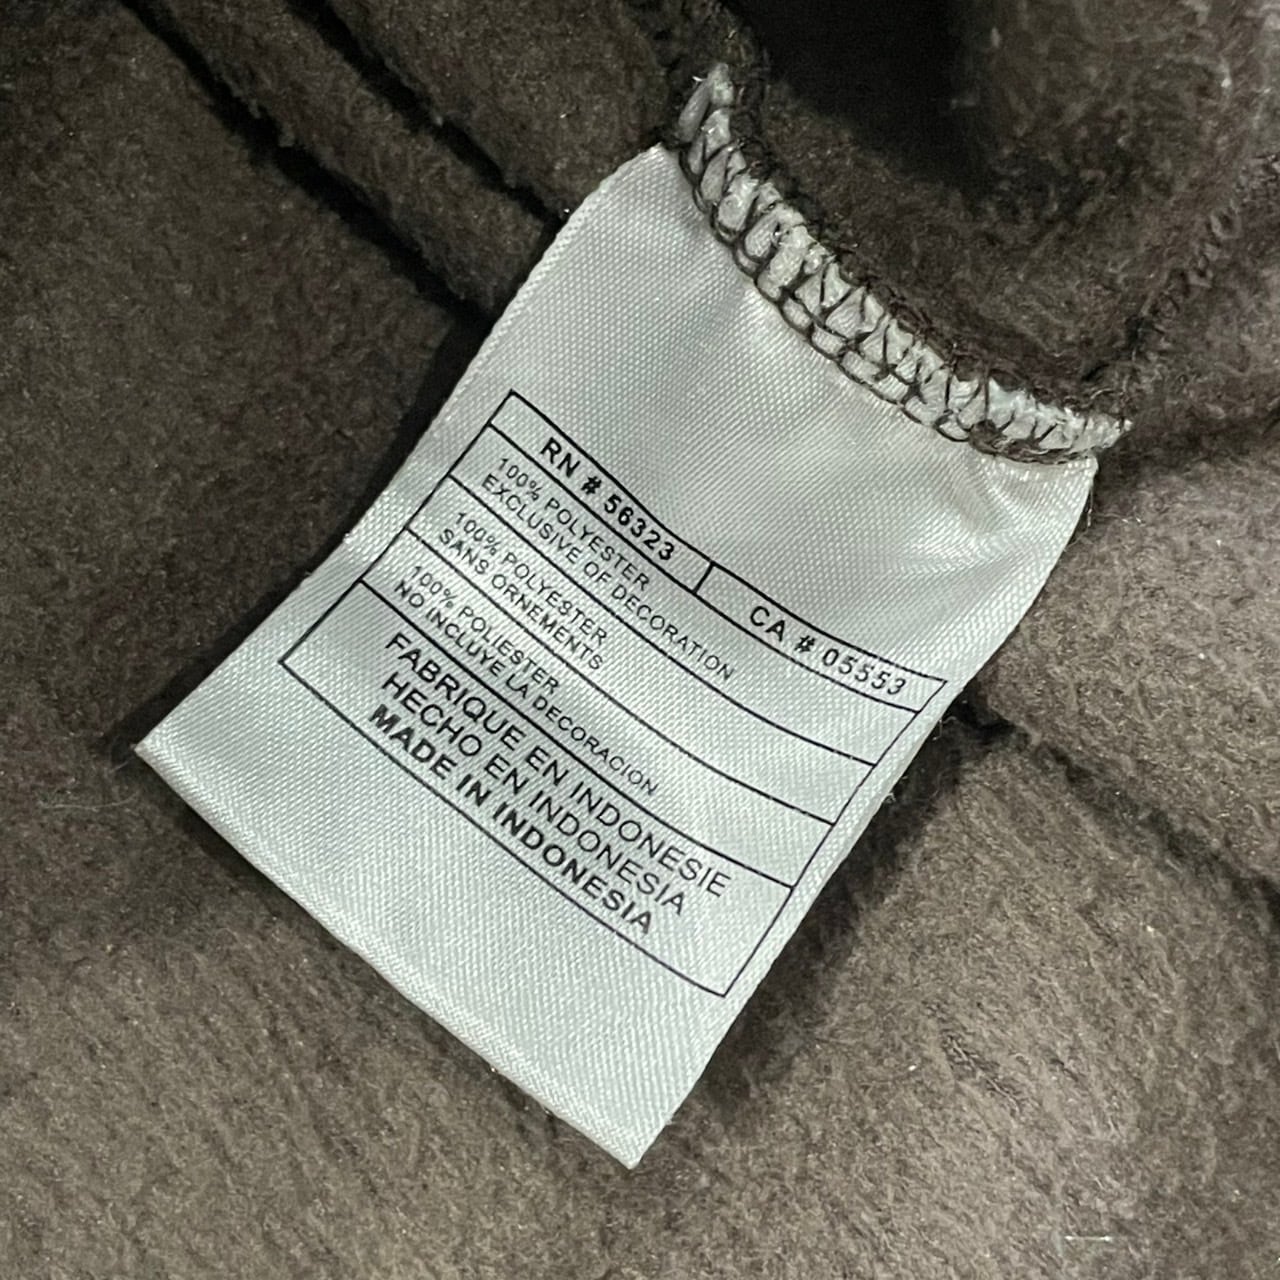 RN # 56323 CA # 05553
100% POLYESTER
EXCLUSIVE OF DECORATION
100% POLYESTER
SANS ORNEMENTS
100% POLIESTER
NO INCLUYE LA DECORACION
FABRIQUE EN INDONESIE
HECHO EN INDONESIA
MADE IN INDONESIA